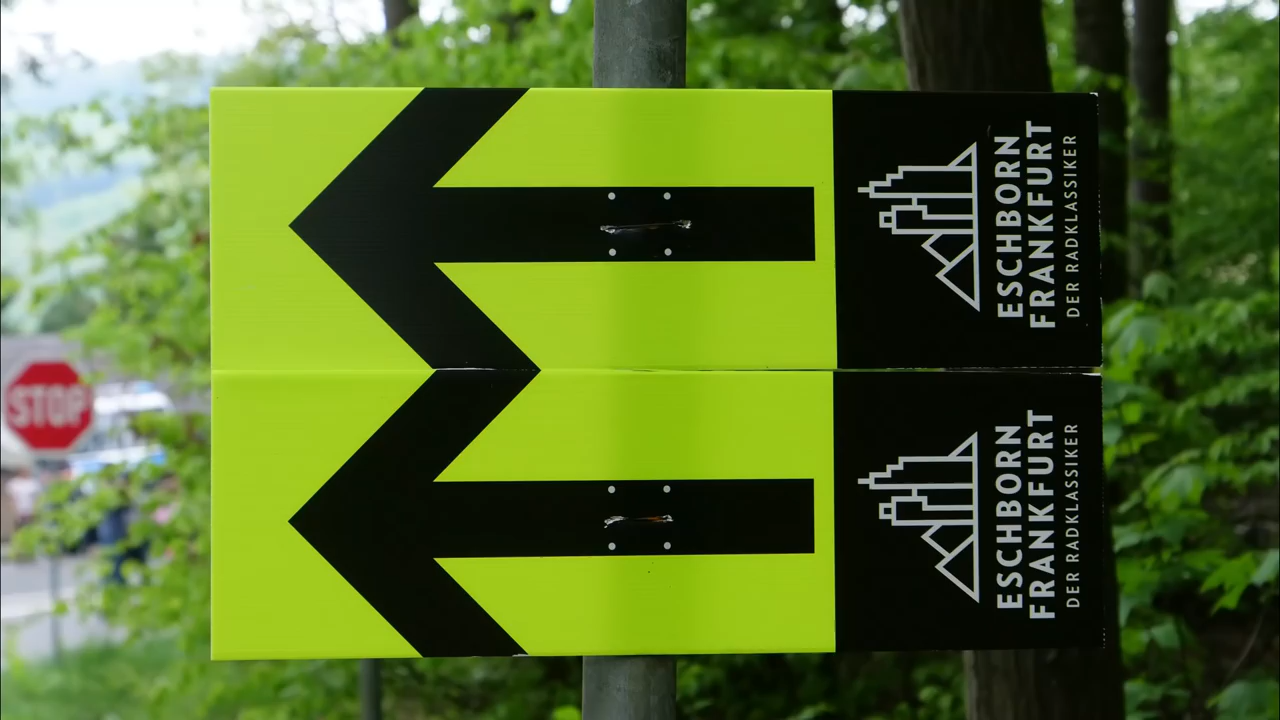 ESCHBORN
FRANKFURT
DER RADKLASSIKER
ESCHBORN
FRANKFURT
DER RADKLASSIKER
STOP